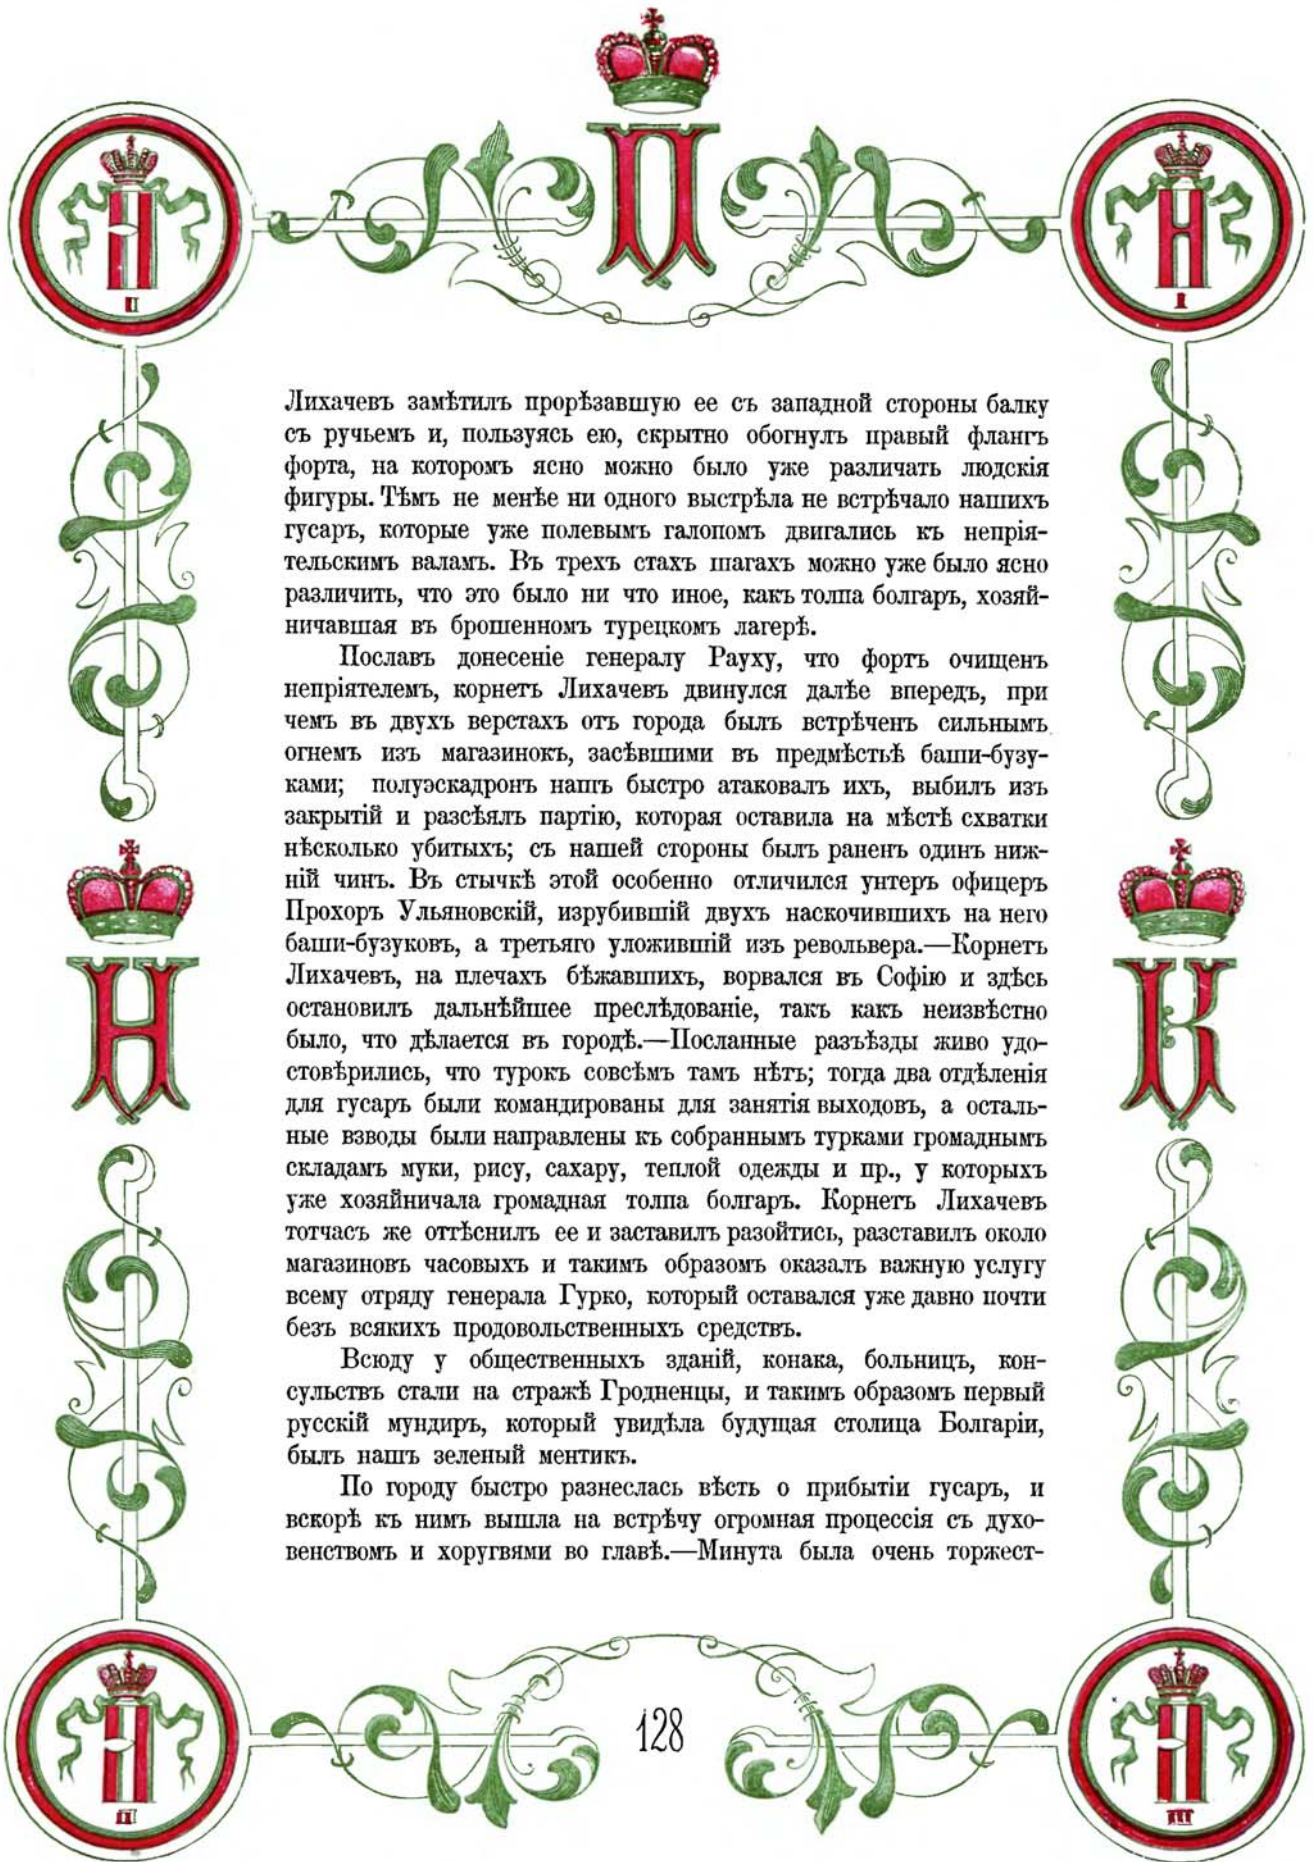 П
Н
I
Лихачевъ замѣтилъ прорѣзавшую ее съ западной стороны балку
съ ручьемъ и, пользуясь ею, скрытно обогнулъ правый флангъ
форта, на которомъ ясно можно было уже различать людскія
фигуры. Тѣмъ не менѣе ни одного выстрѣла не встрѣчало нашихъ
гусаръ, которые уже полевымъ галопомъ двигались къ непрія-
тельскимъ валамъ. Въ трехъ стахъ шагахъ можно уже было ясно
различить, что это было ни что иное, какъ толпа болгаръ, хозяй-
ничавшая въ брошенномъ турецкомъ лагерѣ.
Пославъ донесеніе генералу Рауху, что фортъ очищенъ
непріятелемъ, корнетъ Лихачевъ двинулся далѣе впередъ, при
чемъ въ двухъ верстахъ отъ города былъ встрѣченъ сильнымъ
огнемъ изъ магазинокъ, засѣвшими въ предмѣстьѣ баши-бузу-
ками; полуэскадронъ нашъ быстро атаковалъ ихъ, выбилъ изъ
закрытій и разсѣялъ партію, которая оставила на мѣстѣ схватки
нѣсколько убитыхъ; съ нашей стороны былъ раненъ одинъ ниж-
ній чинъ. Въ стычкѣ этой особенно отличился унтеръ офицеръ
Прохоръ Ульяновскій, изрубившій двухъ наскочившихъ на него
баши-бузуковъ, а третьяго уложившій изъ револьвера.—Корнетъ
Лихачевъ, на плечахъ бѣжавшихъ, ворвался въ Софію и здѣсь
остановилъ дальнѣйшее преслѣдованіе, такъ какъ неизвѣстно
было, что дѣлается въ городѣ.—Посланные разъѣзды живо удо-
стовѣрились, что турокъ совсѣмъ тамъ нѣтъ; тогда два отдѣленія
для гусаръ были командированы для занятія выходовъ, а осталь-
ные взводы были направлены къ собраннымъ турками громаднымъ
складамъ муки, рису, сахару, теплой одежды и пр., у которыхъ
уже хозяйничала громадная толпа болгаръ. Корнетъ Лихачевъ
тотчасъ же оттѣснилъ ее и заставилъ разойтись, разставилъ около
магазиновъ часовыхъ и такимъ образомъ оказалъ важную услугу
всему отряду генерала Гурко, который оставался уже давно почти
безъ всякихъ продовольственныхъ средствъ.
Всюду у общественныхъ зданій, конака, больницъ, кон-
сульствъ стали на стражѣ Гродненцы, и такимъ образомъ первый
русскій мундиръ, который увидѣла будущая столица Болгаріи,
былъ нашъ зеленый ментикъ.
По городу быстро разнеслась вѣсть о прибытіи гусаръ, и
вскорѣ къ нимъ вышла на встрѣчу огромная процессія съ духо-
венствомъ и хоругвями во главѣ.—Минута была очень торжест-
Н
К
III
128